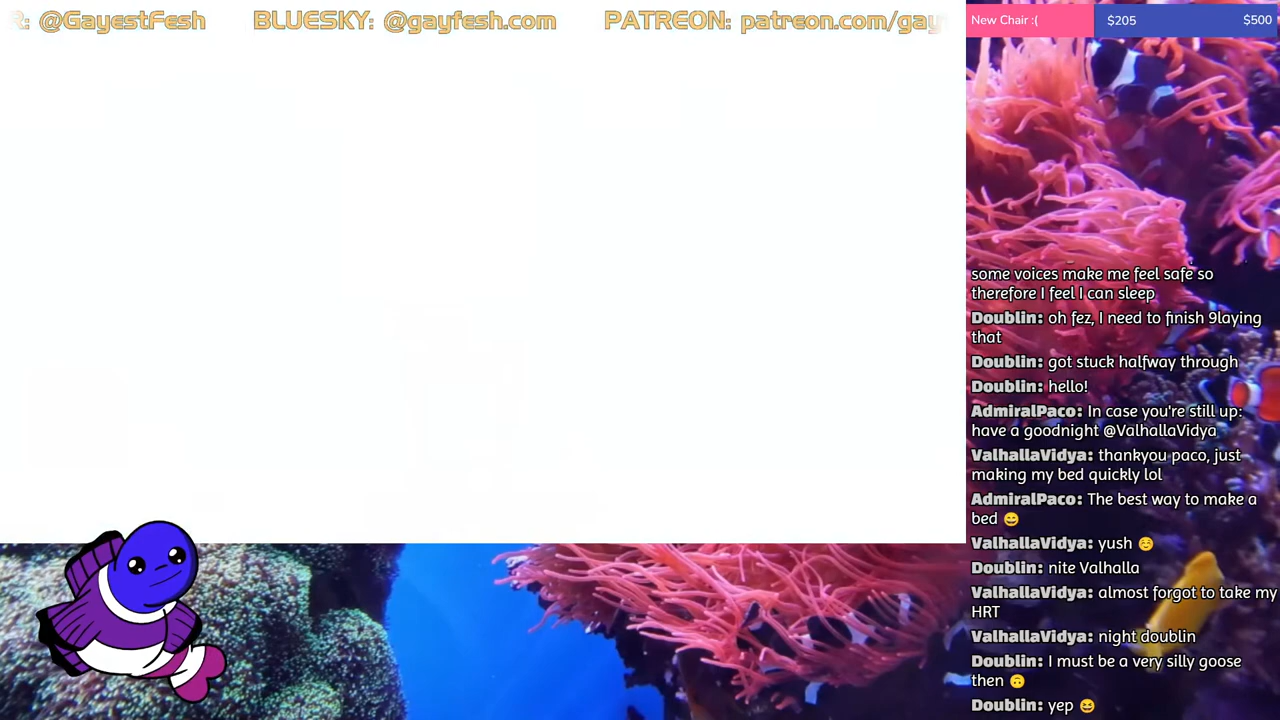 : @GayestFesh BLUESKY: @gayfesh.com PATREON: patreon.com/gay
New Chair :( $205 $500
some voices make me feel safe so
therefore I feel I can sleep
Doublin: oh fez, I need to finish 9laying
that
Doublin: got stuck halfway through
Doublin: hello!
AdmiralPaco: In case you're still up:
have a goodnight @ValhallaVidya
ValhallaVidya: thankyou paco, just
making my bed quickly lol
AdmiralPaco: The best way to make a
bed 😄
ValhallaVidya: yush ☺️
Doublin: nite Valhalla
ValhallaVidya: almost forgot to take my
HRT
ValhallaVidya: night doublin
Doublin: I must be a very silly goose
then 🙃
Doublin: yep 😆